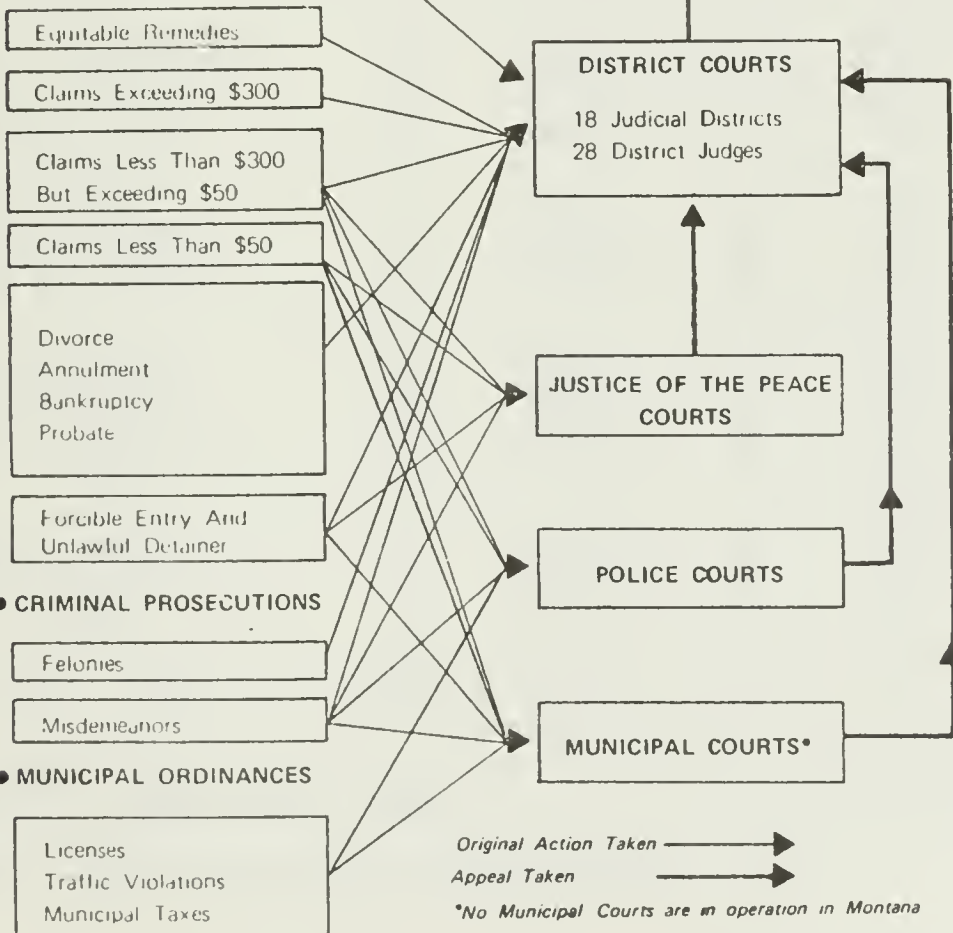 Equitable Remedies
Claims Exceeding $300
Claims Less Than $300
But Exceeding $50
Claims Less Than $50
Divorce
Annulment
Bankruptcy
Probate
Forcible Entry And
Unlawful Detainer
• CRIMINAL PROSECUTIONS
Felonies
Misdemeanors
• MUNICIPAL ORDINANCES
Licenses
Traffic Violations
Municipal Taxes
DISTRICT COURTS
18 Judicial Districts
28 District Judges
JUSTICE OF THE PEACE
COURTS
POLICE COURTS
MUNICIPAL COURTS*
Original Action Taken
Appeal Taken
*No Municipal Courts are in operation in Montana